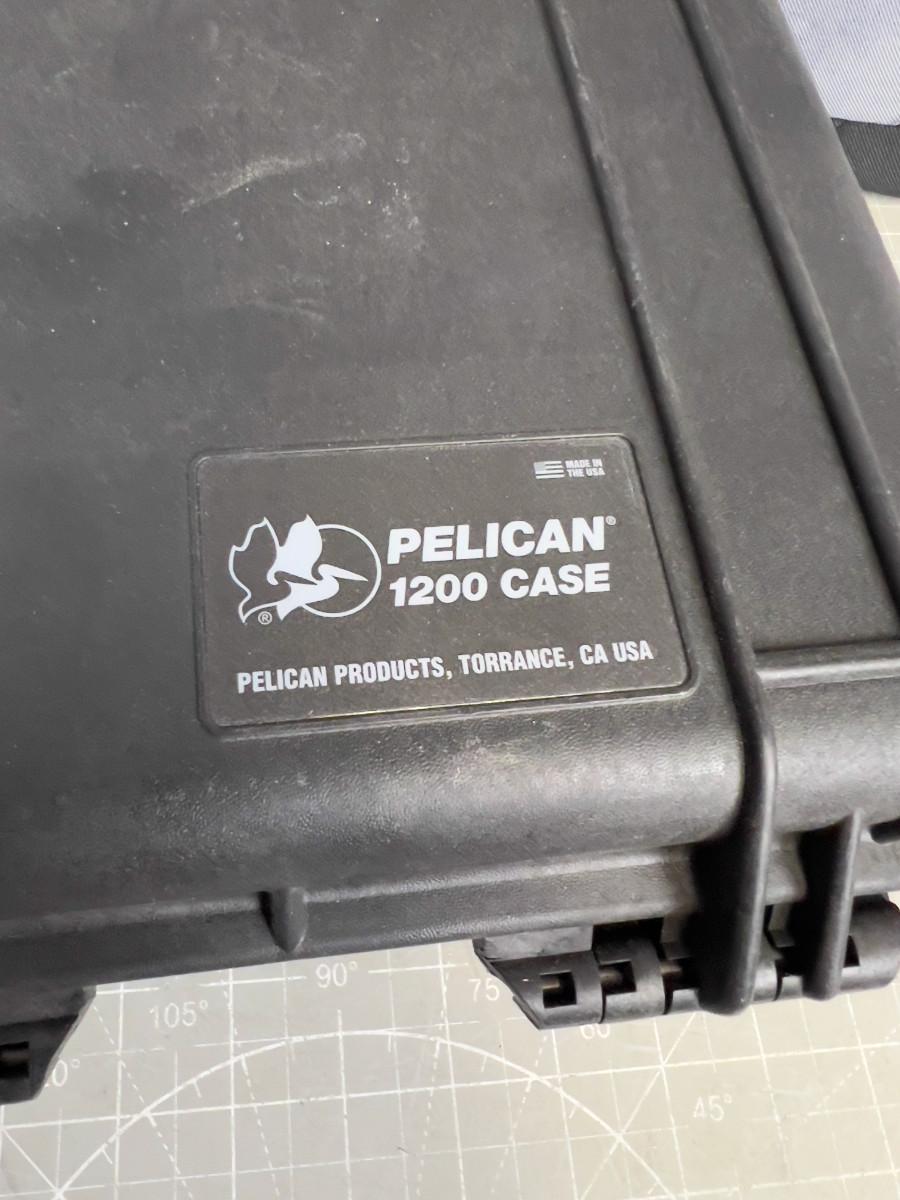 MADE IN
THE USA
PELICAN®
1200 CASE
®
PELICAN PRODUCTS, TORRANCE, CA USA
90°
75
105°
60
45°